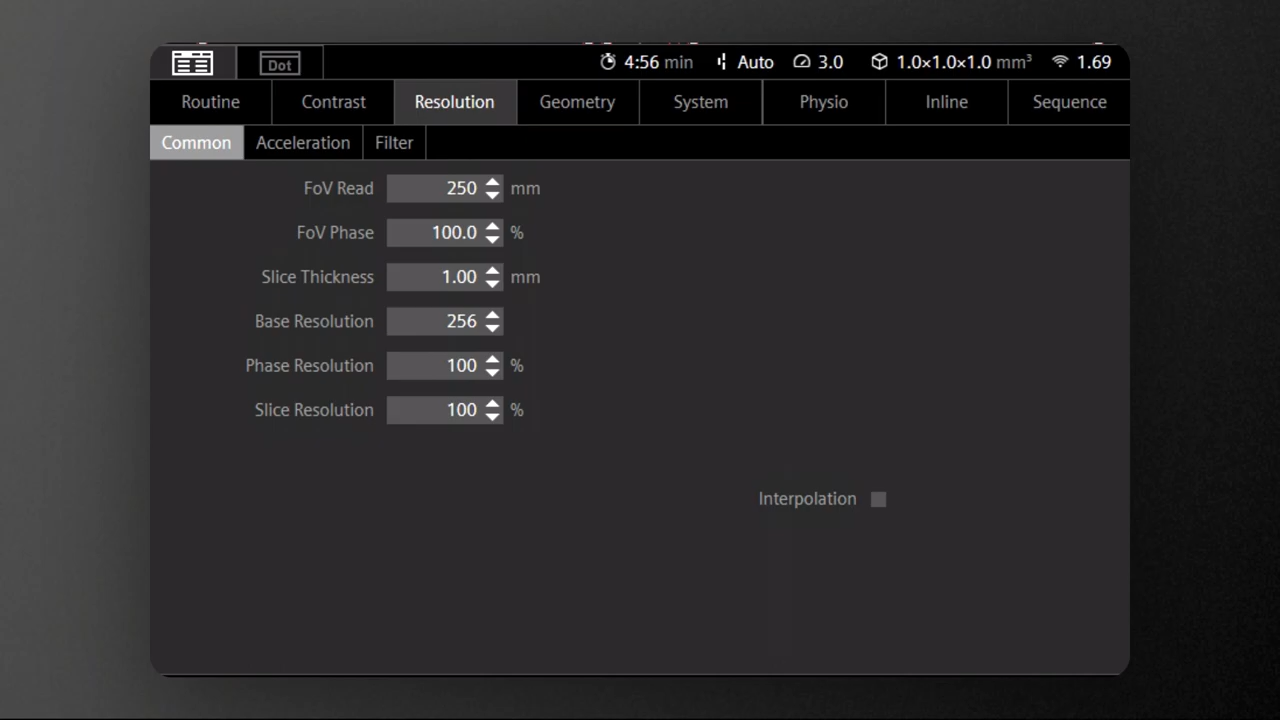 Dot 4:56 min Auto 3.0 1.0×1.0×1.0 mm³ 1.69
Routine Contrast Resolution Geometry System Physio Inline Sequence
Common Acceleration Filter
FoV Read 250 mm
FoV Phase 100.0 %
Slice Thickness 1.00 mm
Base Resolution 256
Phase Resolution 100 %
Slice Resolution 100 %
Interpolation